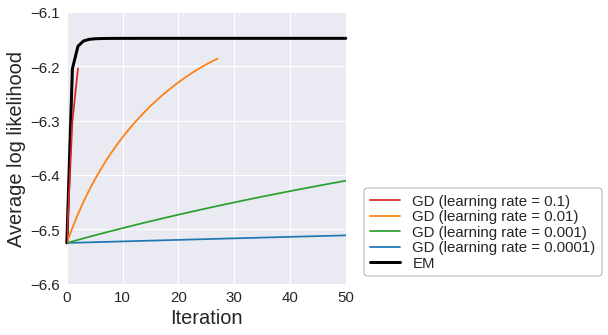 Average log likelihood
−6.1
−6.2
−6.3
−6.4
−6.5
−6.6
0 10 20 30 40 50
Iteration
GD (learning rate = 0.1)
GD (learning rate = 0.01)
GD (learning rate = 0.001)
GD (learning rate = 0.0001)
EM